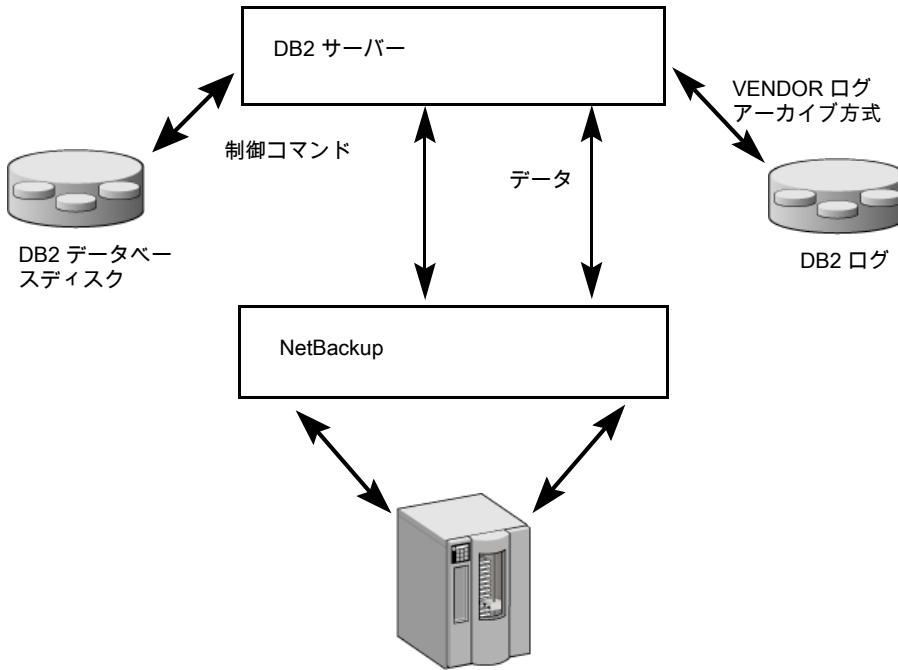 DB2 サーバー
VENDOR ログ
アーカイブ方式
制御コマンド
データ
DB2 データベー
スディスク
DB2 ログ
NetBackup